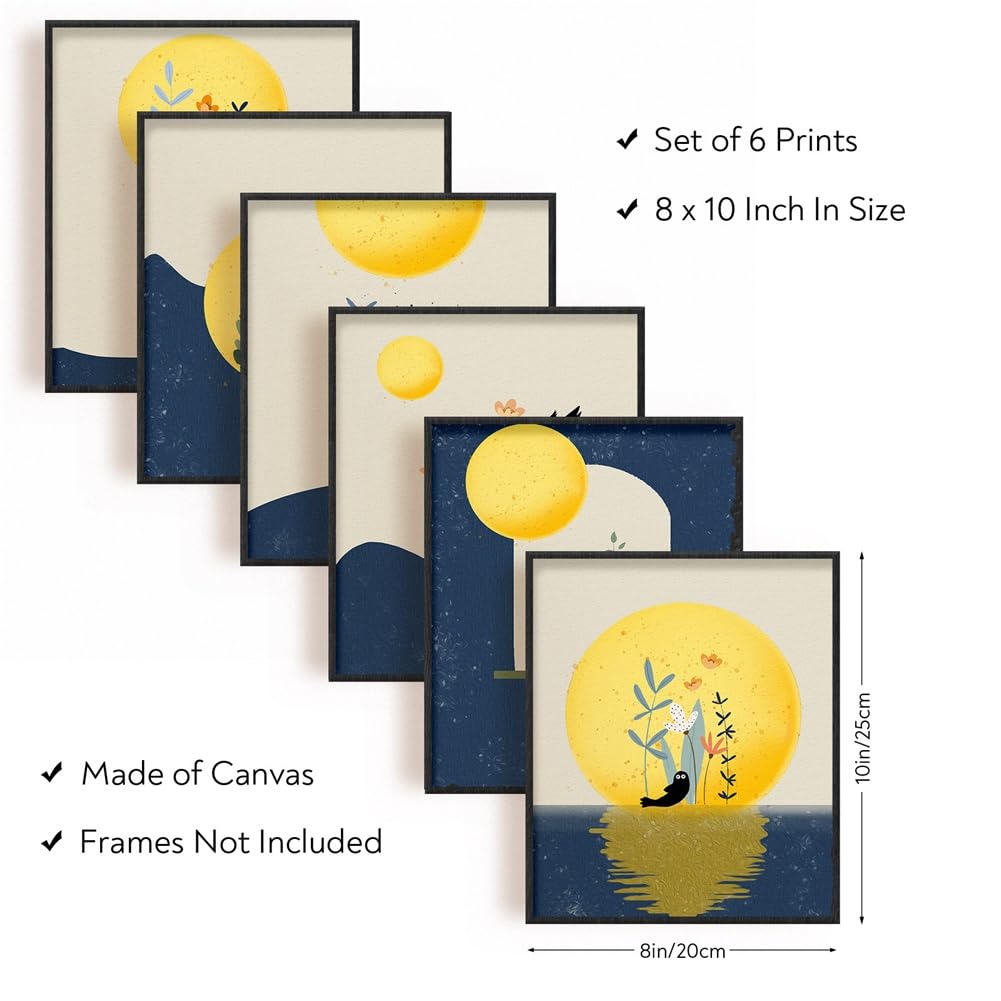 ✓ Set of 6 Prints
✓ 8 x 10 Inch In Size
✓ Made of Canvas
✓ Frames Not Included
10in/25cm
8in/20cm